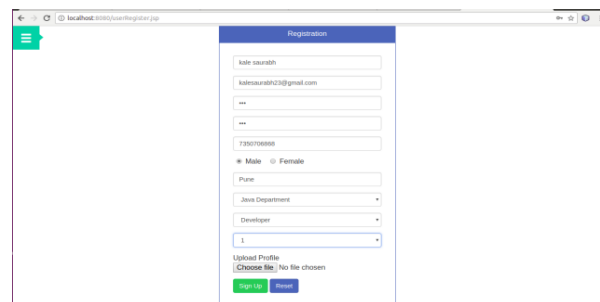 localhost:8080/userRegister.jsp
Registration
kale saurabh
kalesaurabh23@gmail.com
•••
•••
7350706868
Male Female
Pune
Java Department
Developer
1
Upload Profile
Choose file No file chosen
Sign Up Reset